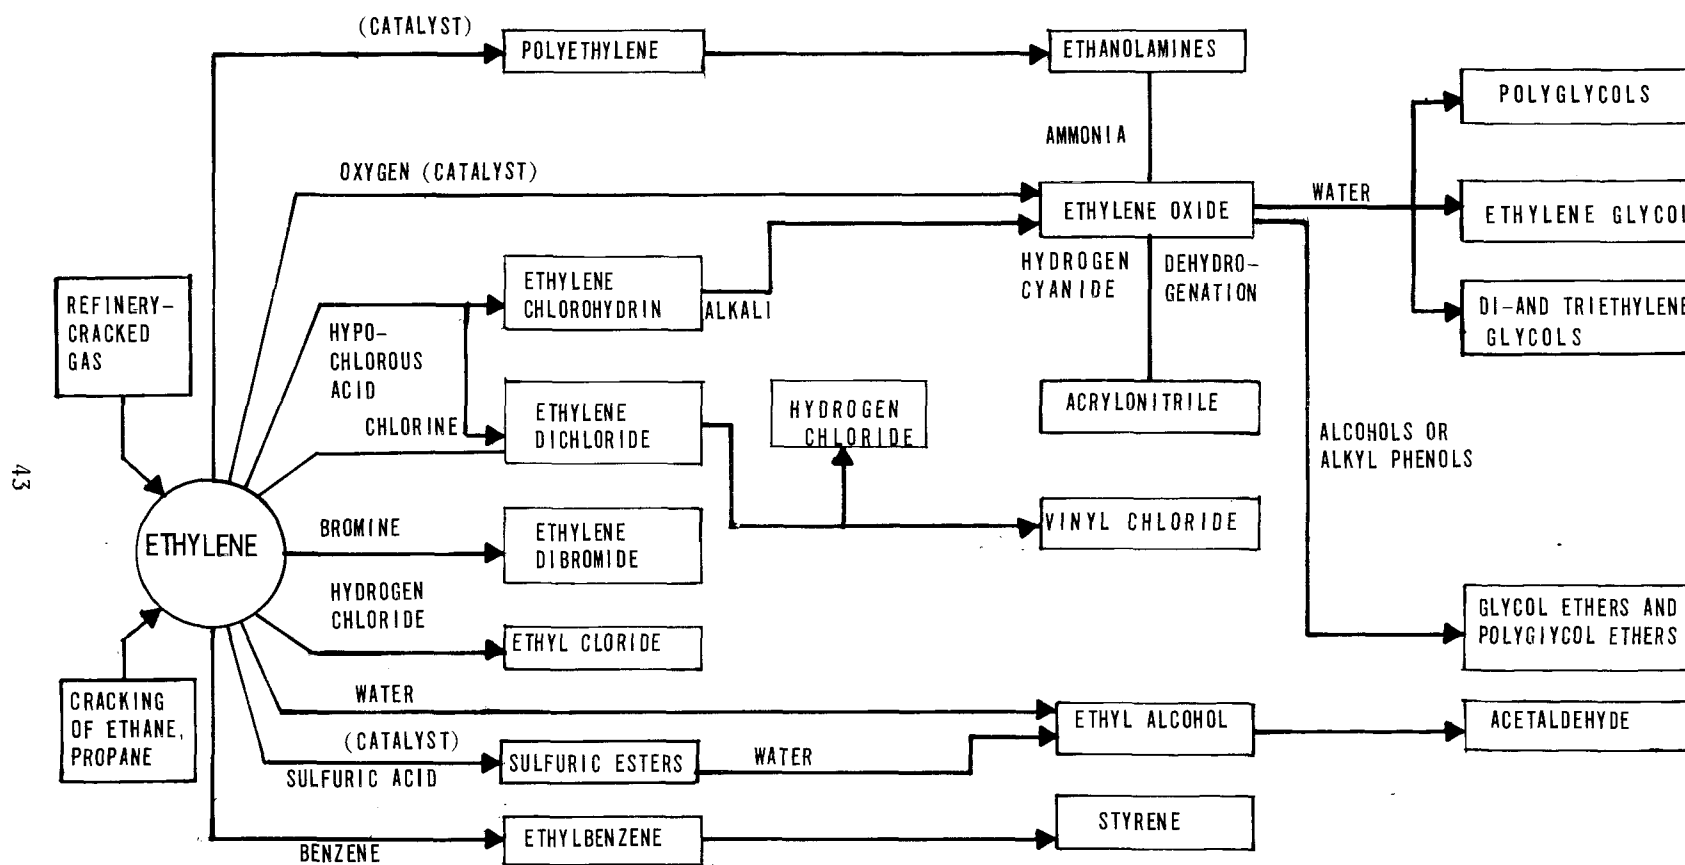 (CATALYST)
POLYETHYLENE
ETHANOLAMINES
POLYGLYCOLS
AMMONIA
OXYGEN (CATALYST)
WATER
ETHYLENE OXIDE
ETHYLENE GLYCOL
HYDROGEN
CYANIDE
DEHYDRO-
GENATION
ETHYLENE
CHLOROHYDRIN
ALKALI
REFINERY-
CRACKED
GAS
HYPO-
CHLOROUS
ACID
DI-AND TRIETHYLENE
GLYCOLS
ACRYLONITRILE
HYDROGEN
CHLORIDE
ETHYLENE
DICHLORIDE
CHLORINE
ALCOHOLS OR
ALKYL PHENOLS
43
VINYL CHLORIDE
BROMINE
ETHYLENE
DIBROMIDE
ETHYLENE
HYDROGEN
CHLORIDE
ETHYL CLORIDE
GLYCOL ETHERS AND
POLYGIYCOL ETHERS
CRACKING
OF ETHANE,
PROPANE
WATER
ETHYL ALCOHOL
ACETALDEHYDE
(CATALYST)
SULFURIC ACID
SULFURIC ESTERS
WATER
STYRENE
ETHYLBENZENE
BENZENE